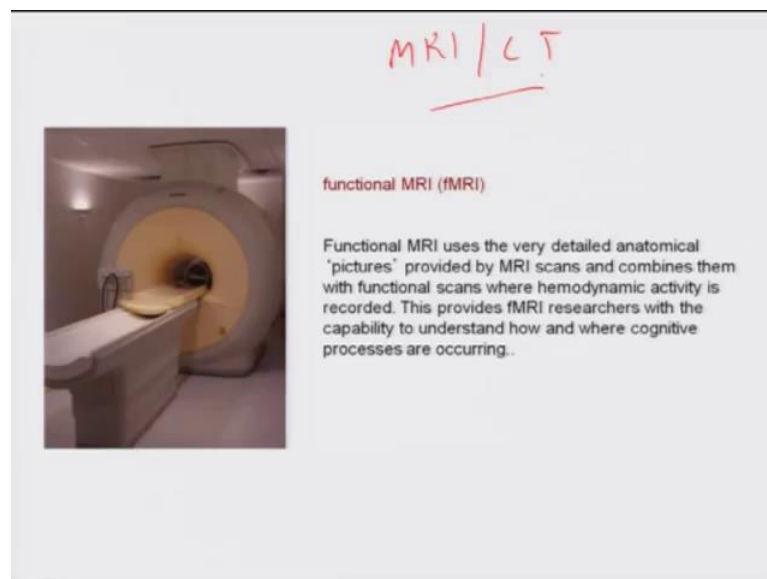 MRI / CT
functional MRI (fMRI)
Functional MRI uses the very detailed anatomical
‘pictures’ provided by MRI scans and combines them
with functional scans where hemodynamic activity is
recorded. This provides fMRI researchers with the
capability to understand how and where cognitive
processes are occurring..